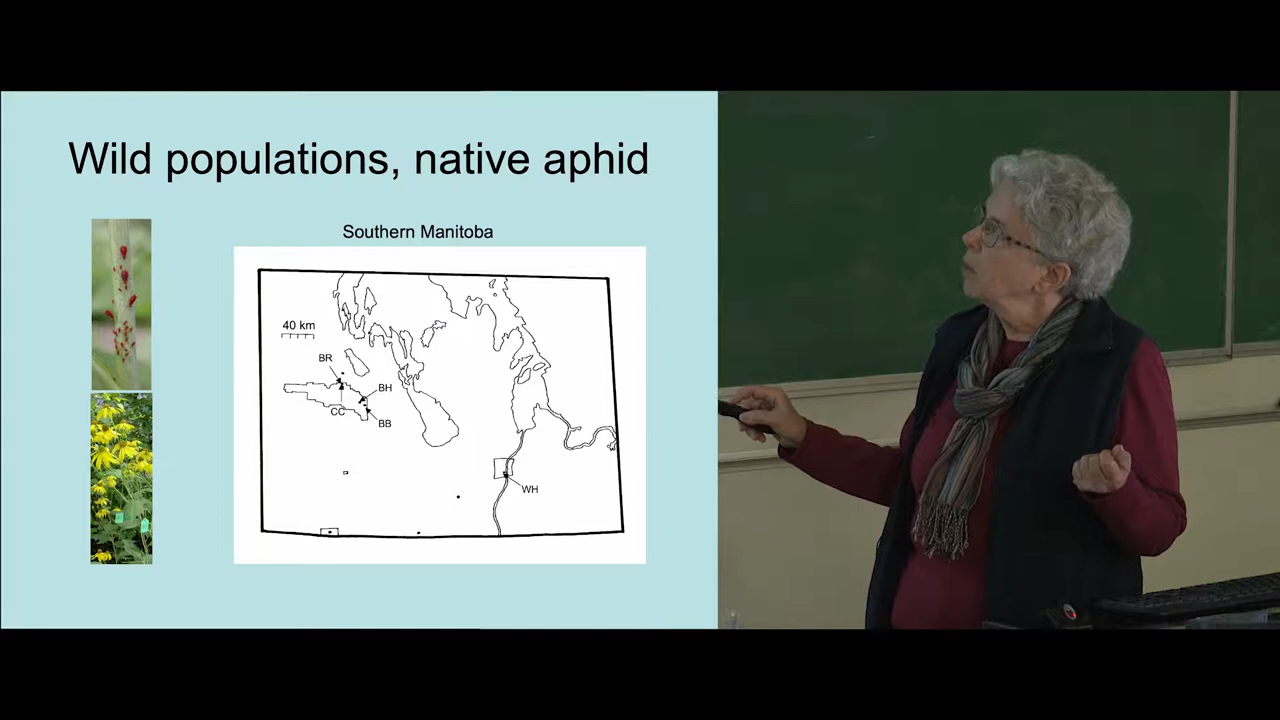 Wild populations, native aphid
Southern Manitoba
40 km
BR
BH
CC
BB
WH